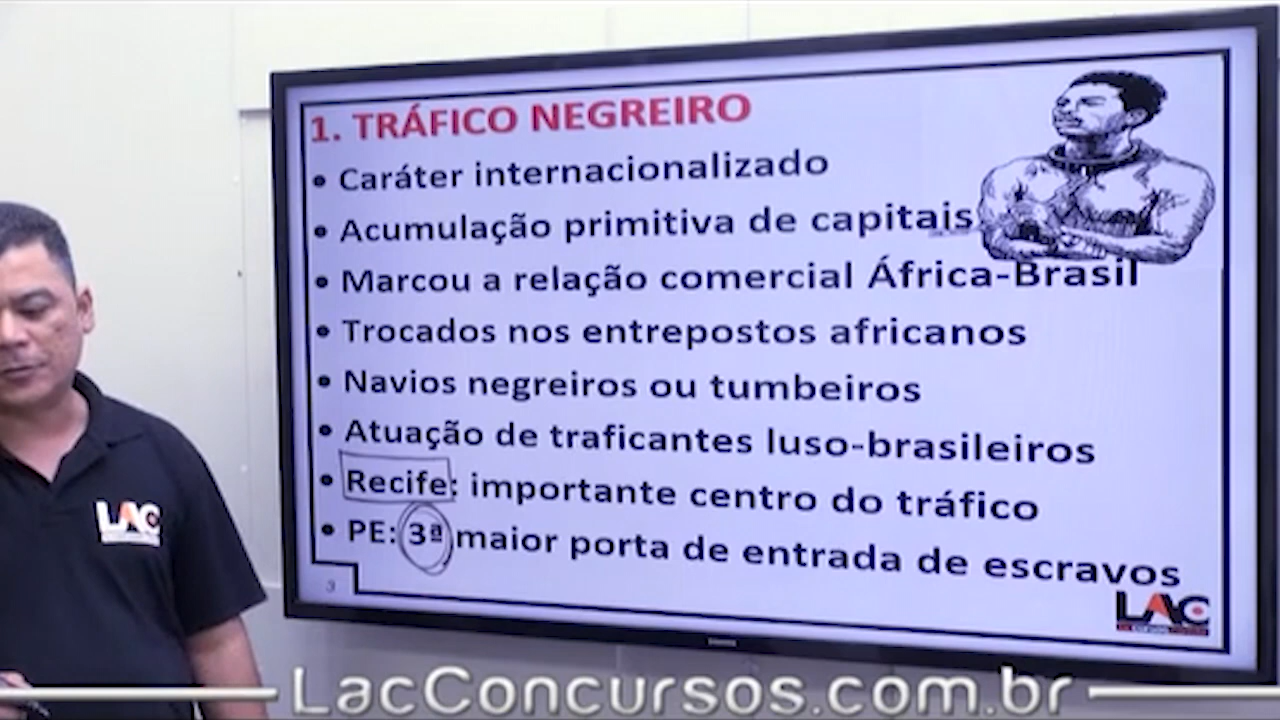 1. TRÁFICO NEGREIRO
• Caráter internacionalizado
• Acumulação primitiva de capitais
• Marcou a relação comercial África-Brasil
• Trocados nos entrepostos africanos
• Navios negreiros ou tumbeiros
• Atuação de traficantes luso-brasileiros
• Recife: importante centro do tráfico
• PE: 3ª maior porta de entrada de escravos
3
LAC
LAC
LacConcursos.com.br